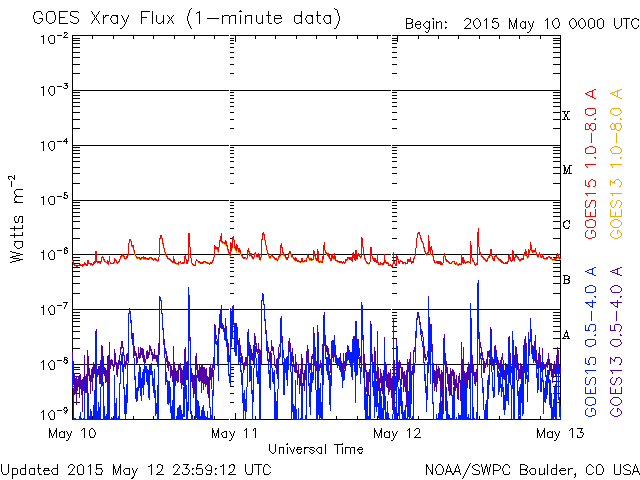 GOES Xray Flux (1-minute data)
Begin: 2015 May 10 0000 UTC
10⁻²
10⁻³
10⁻⁴
10⁻⁵
10⁻⁶
10⁻⁷
10⁻⁸
10⁻⁹
Watts m⁻²
X
M
C
B
A
GOES15 1.0-8.0 A
GOES13 1.0-8.0 A
GOES15 0.5-4.0 A
GOES13 0.5-4.0 A
May 10
May 11
May 12
May 13
Universal Time
Updated 2015 May 12 23:59:12 UTC
NOAA/SWPC Boulder, CO USA